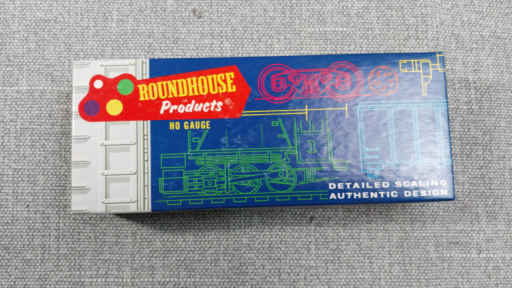 ROUNDHOUSE
Products
HO GAUGE
DETAILED SCALING
AUTHENTIC DESIGN